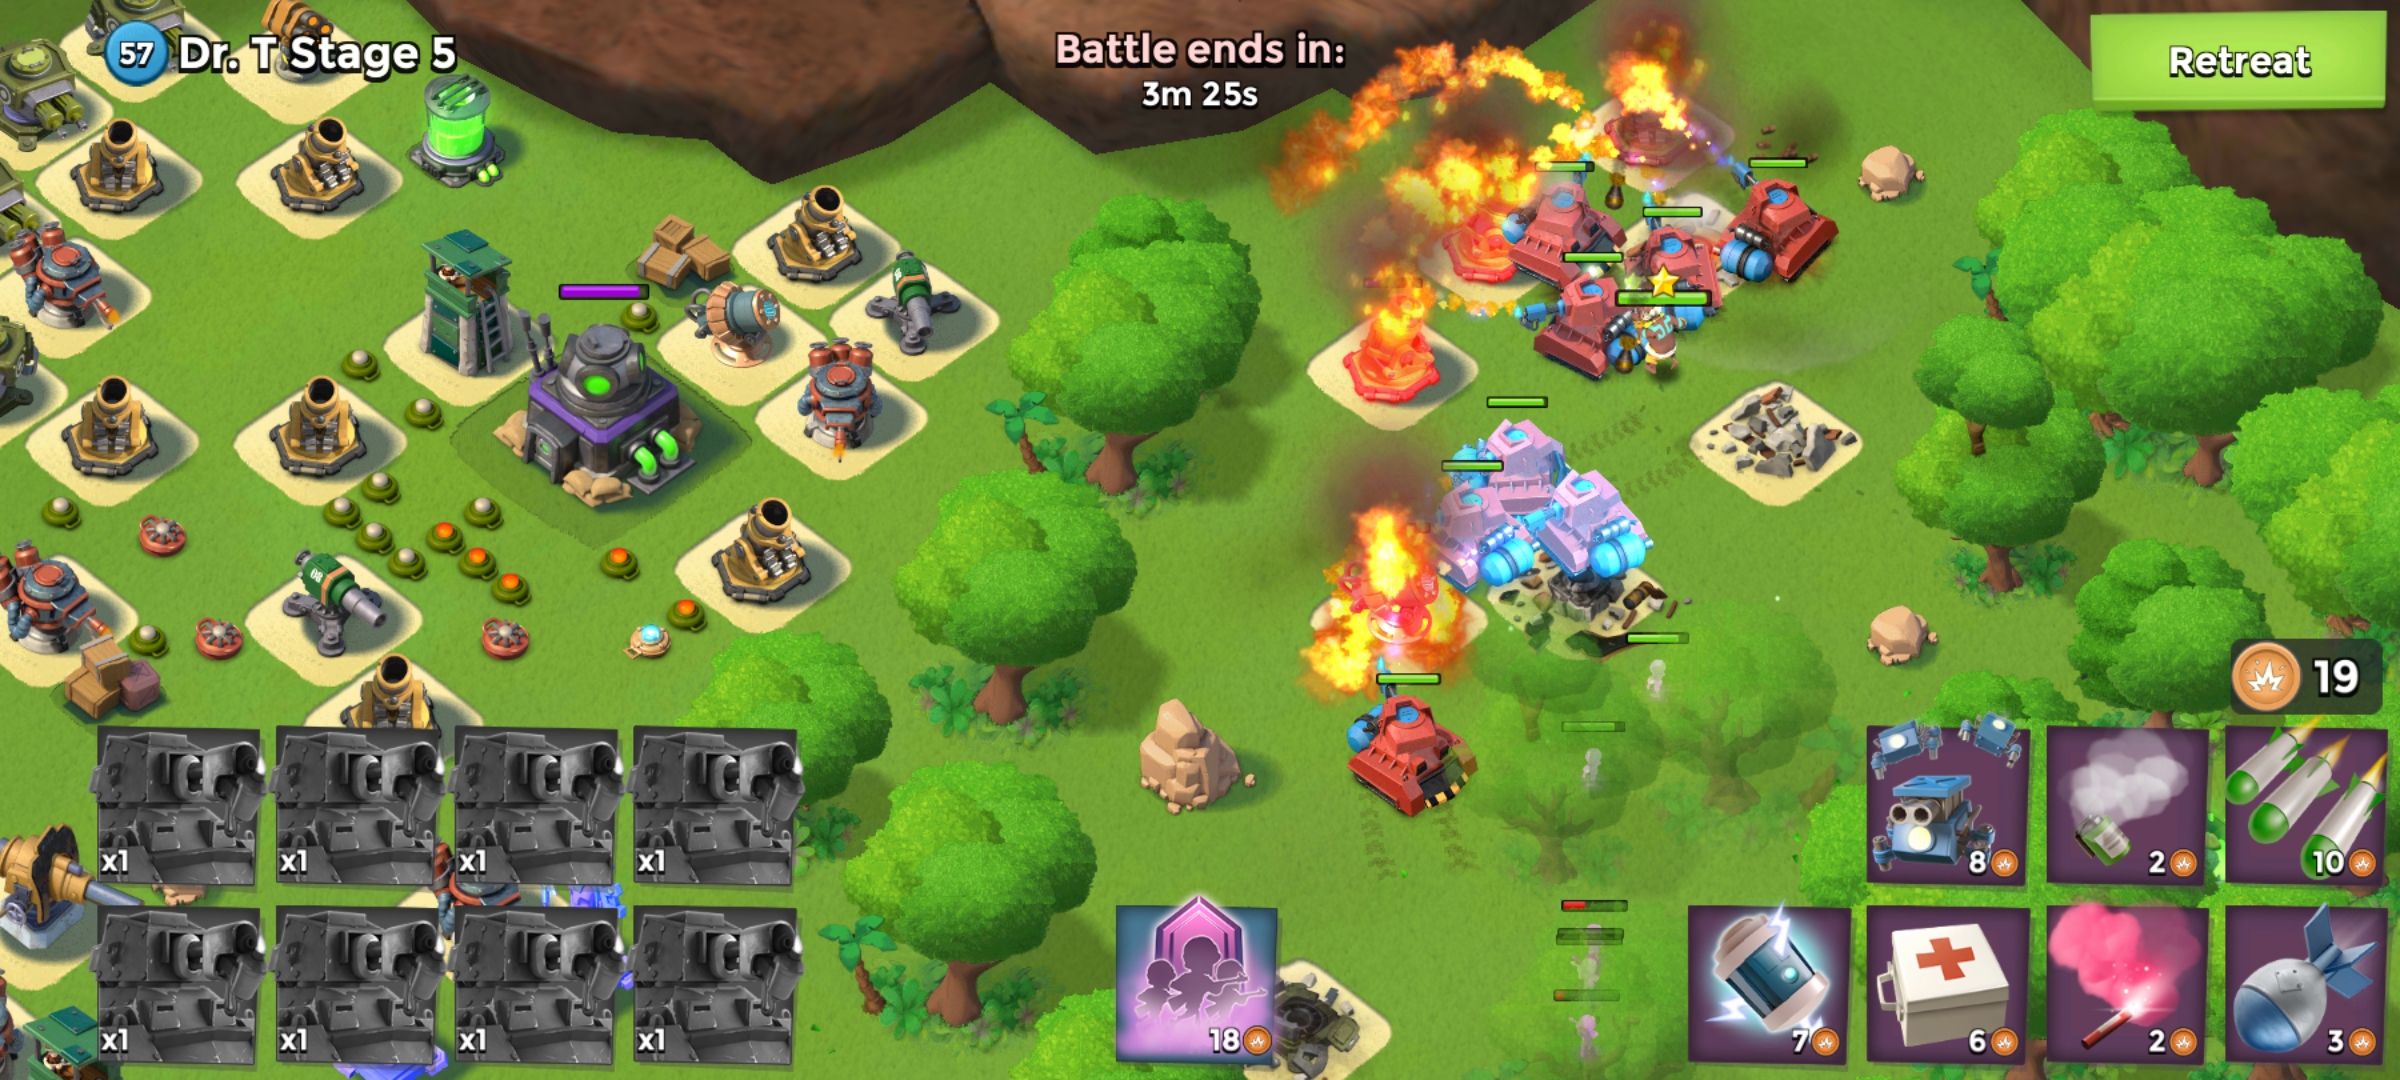 57 Dr. T Stage 5
Battle ends in:
3m 25s
Retreat
19
x1 x1 x1 x1
8 2 10
x1 x1 x1 x1
18
7 6 2 3